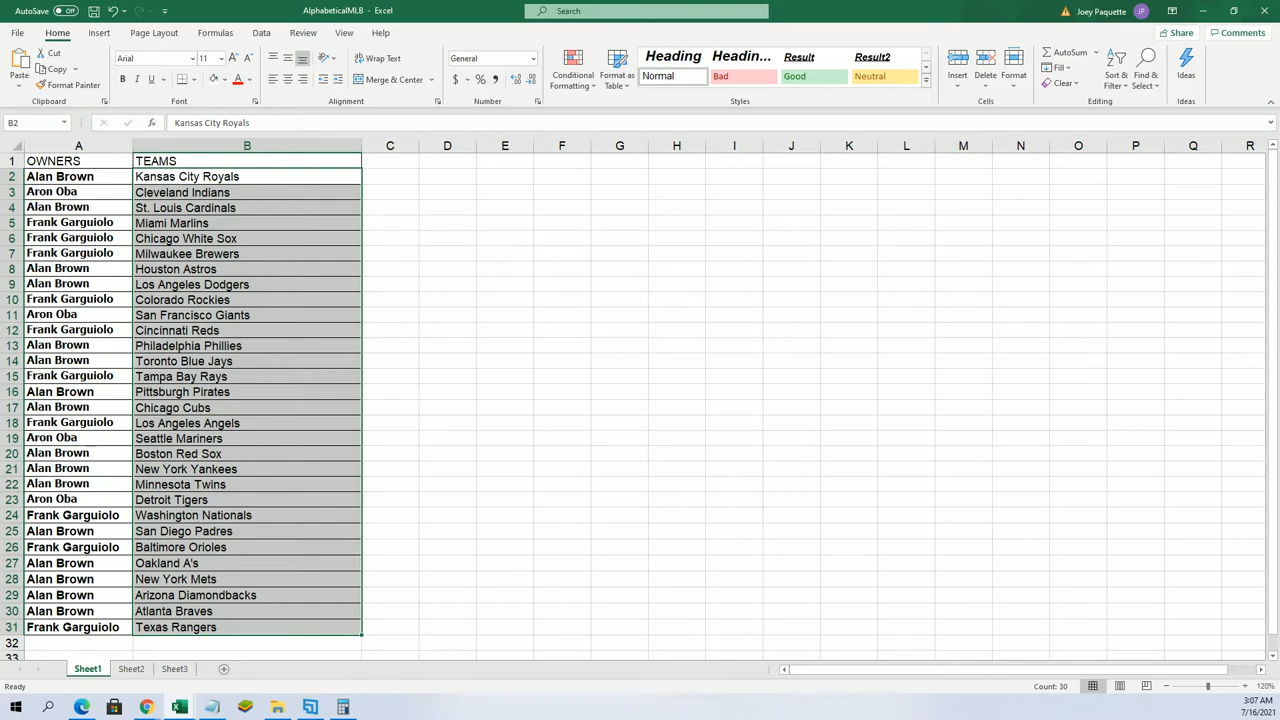 AutoSave Off AlphabeticalMLB - Excel Search Joey Paquette JP
File Home Insert Page Layout Formulas Data Review View Help Share Comments
Paste Cut Copy Format Painter Clipboard
Arial 11 A A B I U A Font
Merge & Center Alignment
General $ % , Number
Conditional Formatting Format as Table
Heading Headin... Result Result2
Normal Bad Good Neutral Styles
Insert Delete Format Cells
AutoSum Fill Clear Sort & Filter Find & Select Editing
Ideas Ideas
B2 fx Kansas City Royals
A B C D E F G H I J K L M N O P Q R
1 OWNERS TEAMS
2 Alan Brown Kansas City Royals
3 Aron Oba Cleveland Indians
4 Alan Brown St. Louis Cardinals
5 Frank Garguiolo Miami Marlins
6 Frank Garguiolo Chicago White Sox
7 Frank Garguiolo Milwaukee Brewers
8 Alan Brown Houston Astros
9 Alan Brown Los Angeles Dodgers
10 Frank Garguiolo Colorado Rockies
11 Aron Oba San Francisco Giants
12 Frank Garguiolo Cincinnati Reds
13 Alan Brown Philadelphia Phillies
14 Alan Brown Toronto Blue Jays
15 Frank Garguiolo Tampa Bay Rays
16 Alan Brown Pittsburgh Pirates
17 Alan Brown Chicago Cubs
18 Frank Garguiolo Los Angeles Angels
19 Aron Oba Seattle Mariners
20 Alan Brown Boston Red Sox
21 Alan Brown New York Yankees
22 Alan Brown Minnesota Twins
23 Aron Oba Detroit Tigers
24 Frank Garguiolo Washington Nationals
25 Alan Brown San Diego Padres
26 Frank Garguiolo Baltimore Orioles
27 Alan Brown Oakland A's
28 Alan Brown New York Mets
29 Alan Brown Arizona Diamondbacks
30 Alan Brown Atlanta Braves
31 Frank Garguiolo Texas Rangers
32
33
Sheet1 Sheet2 Sheet3
Ready Count: 30 120%
3:07 AM
7/16/2021